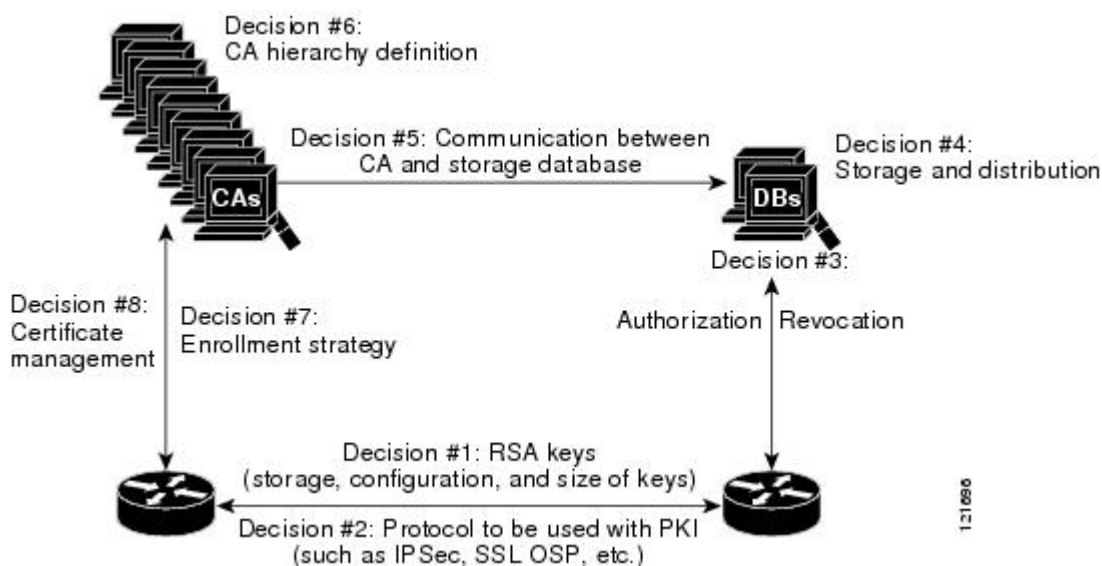 Decision #6:
CA hierarchy definition
Decision #5: Communication between
CA and storage database
Decision #4:
Storage and distribution
CAs
DBs
Decision #3:
Authorization
Revocation
Decision #8:
Certificate
management
Decision #7:
Enrollment strategy
Decision #1: RSA keys
(storage, configuration, and size of keys)
Decision #2: Protocol to be used with PKI
(such as IPSec, SSL OSP, etc.)
121696